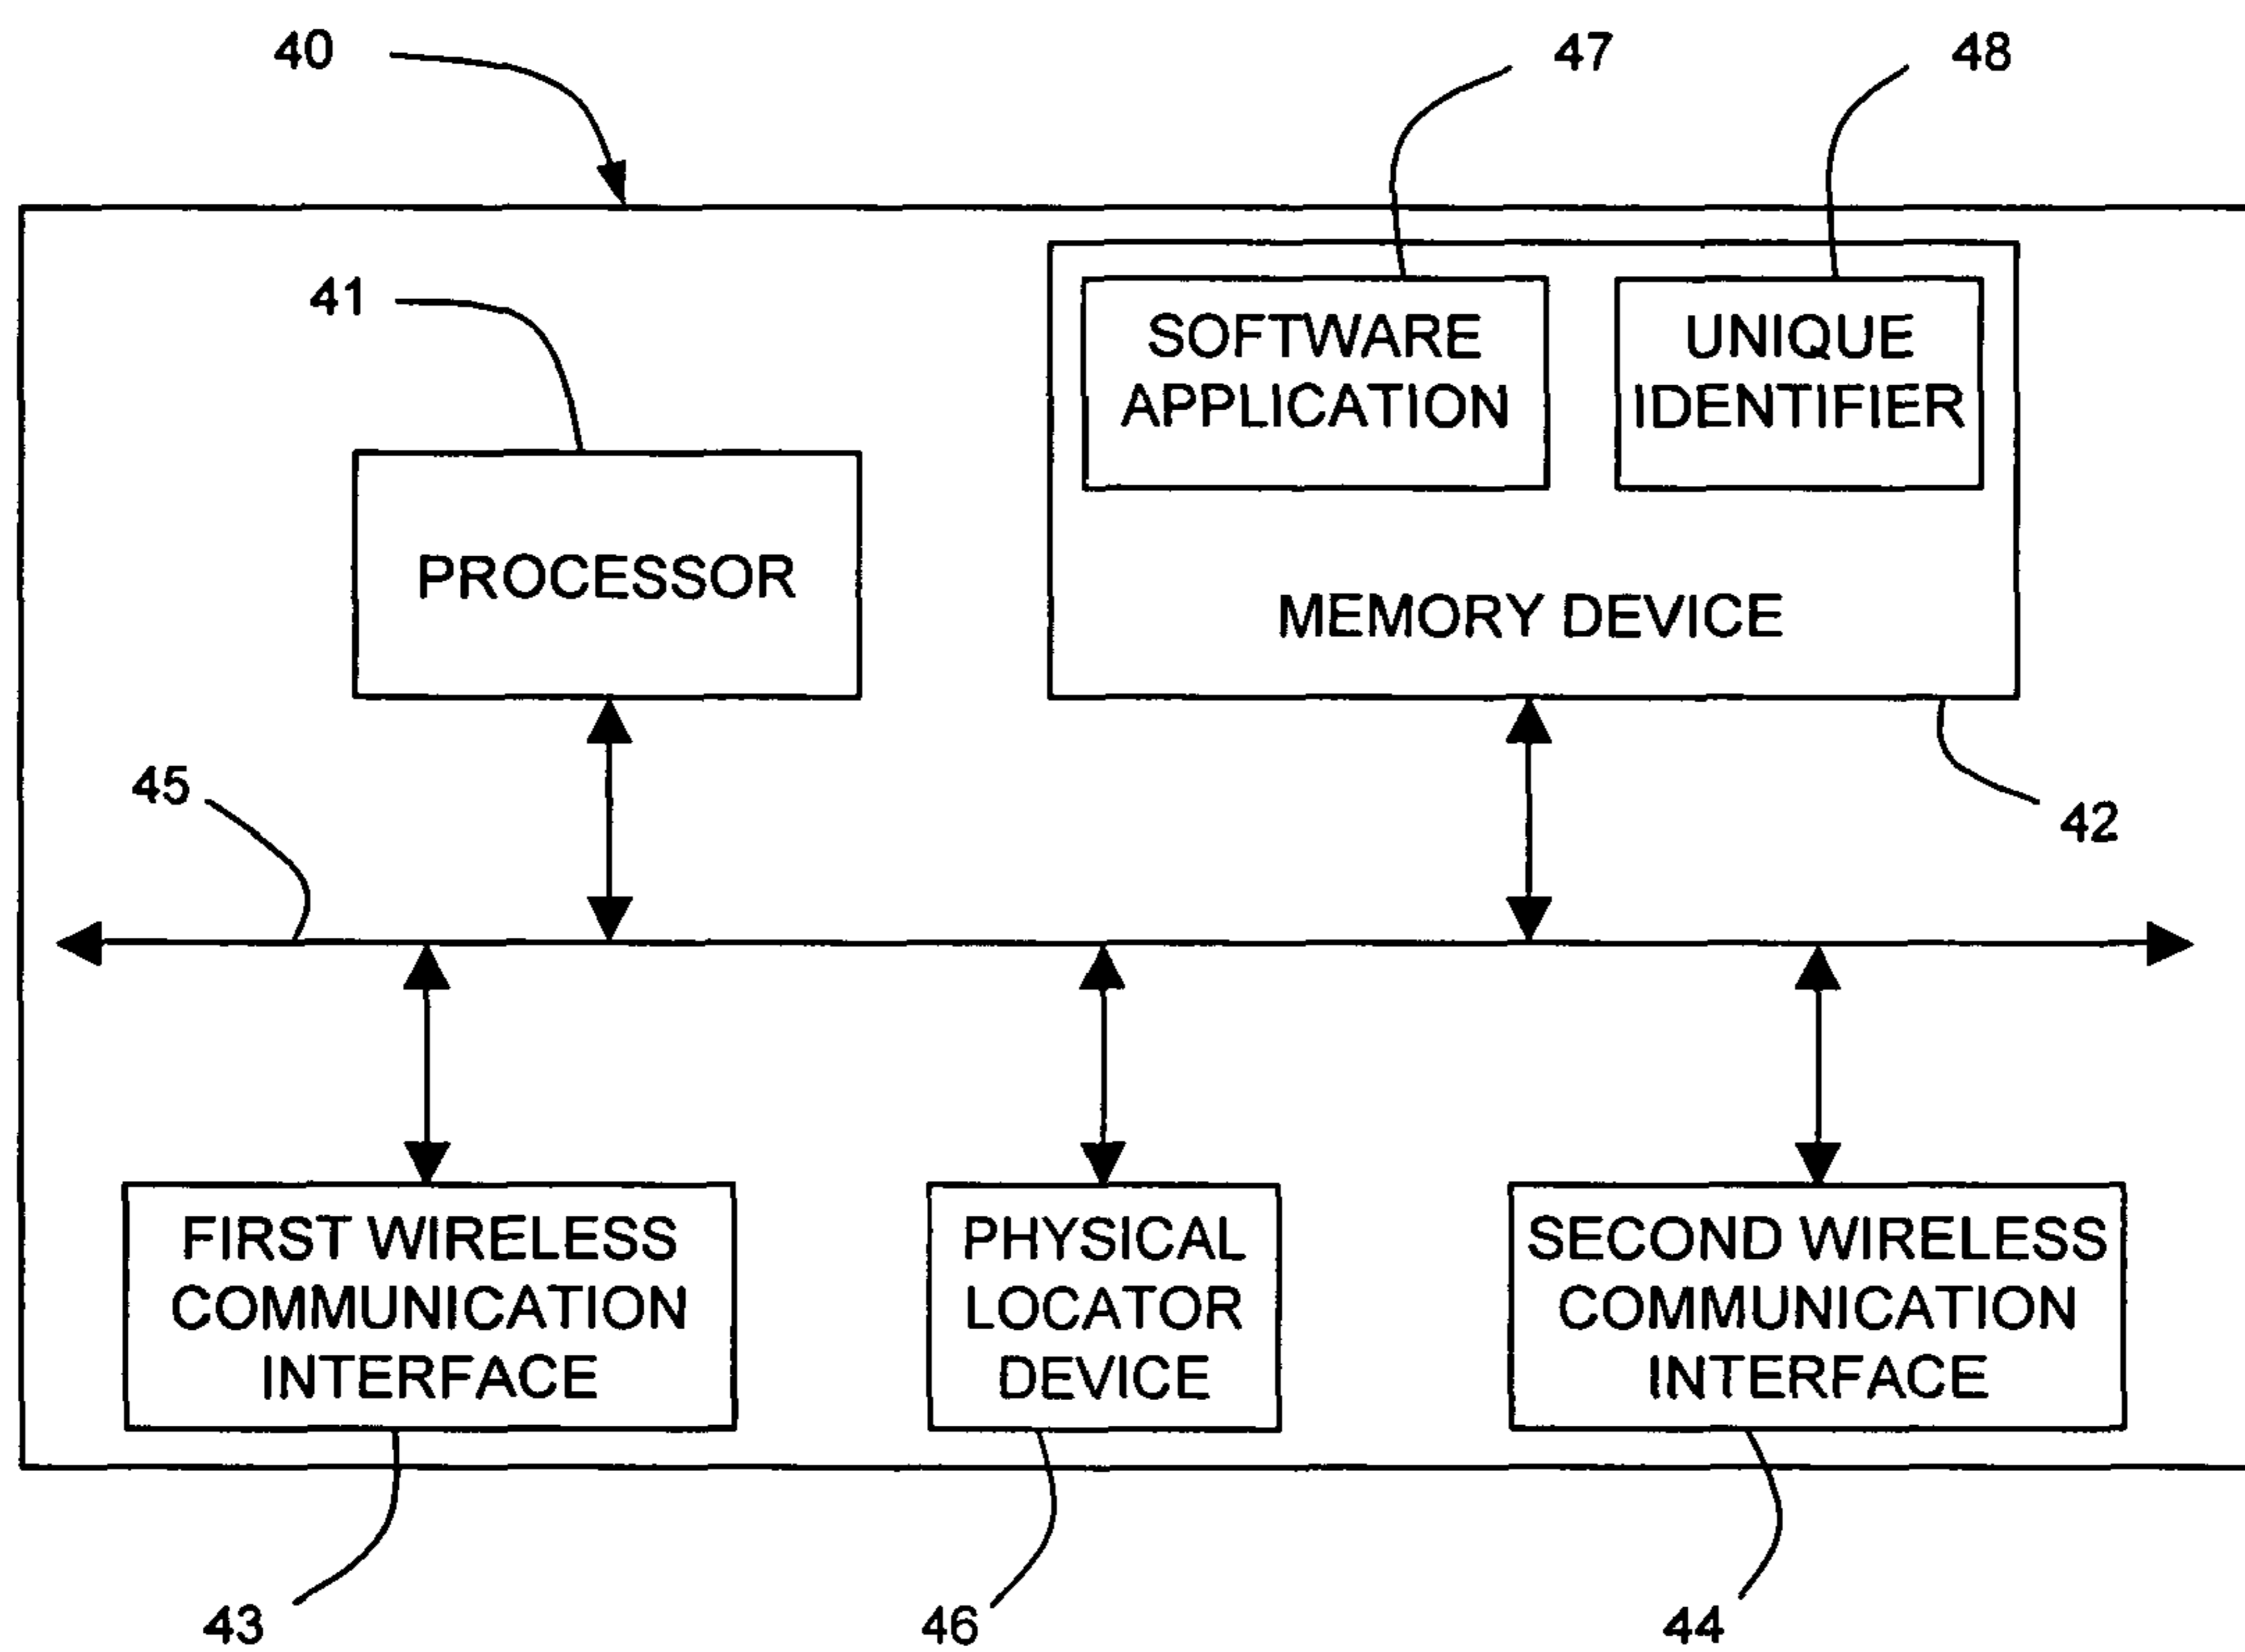 40
47
48
41
SOFTWARE
APPLICATION
UNIQUE
IDENTIFIER
PROCESSOR
MEMORY DEVICE
45
42
FIRST WIRELESS
COMMUNICATION
INTERFACE
PHYSICAL
LOCATOR
DEVICE
SECOND WIRELESS
COMMUNICATION
INTERFACE
43
46
44